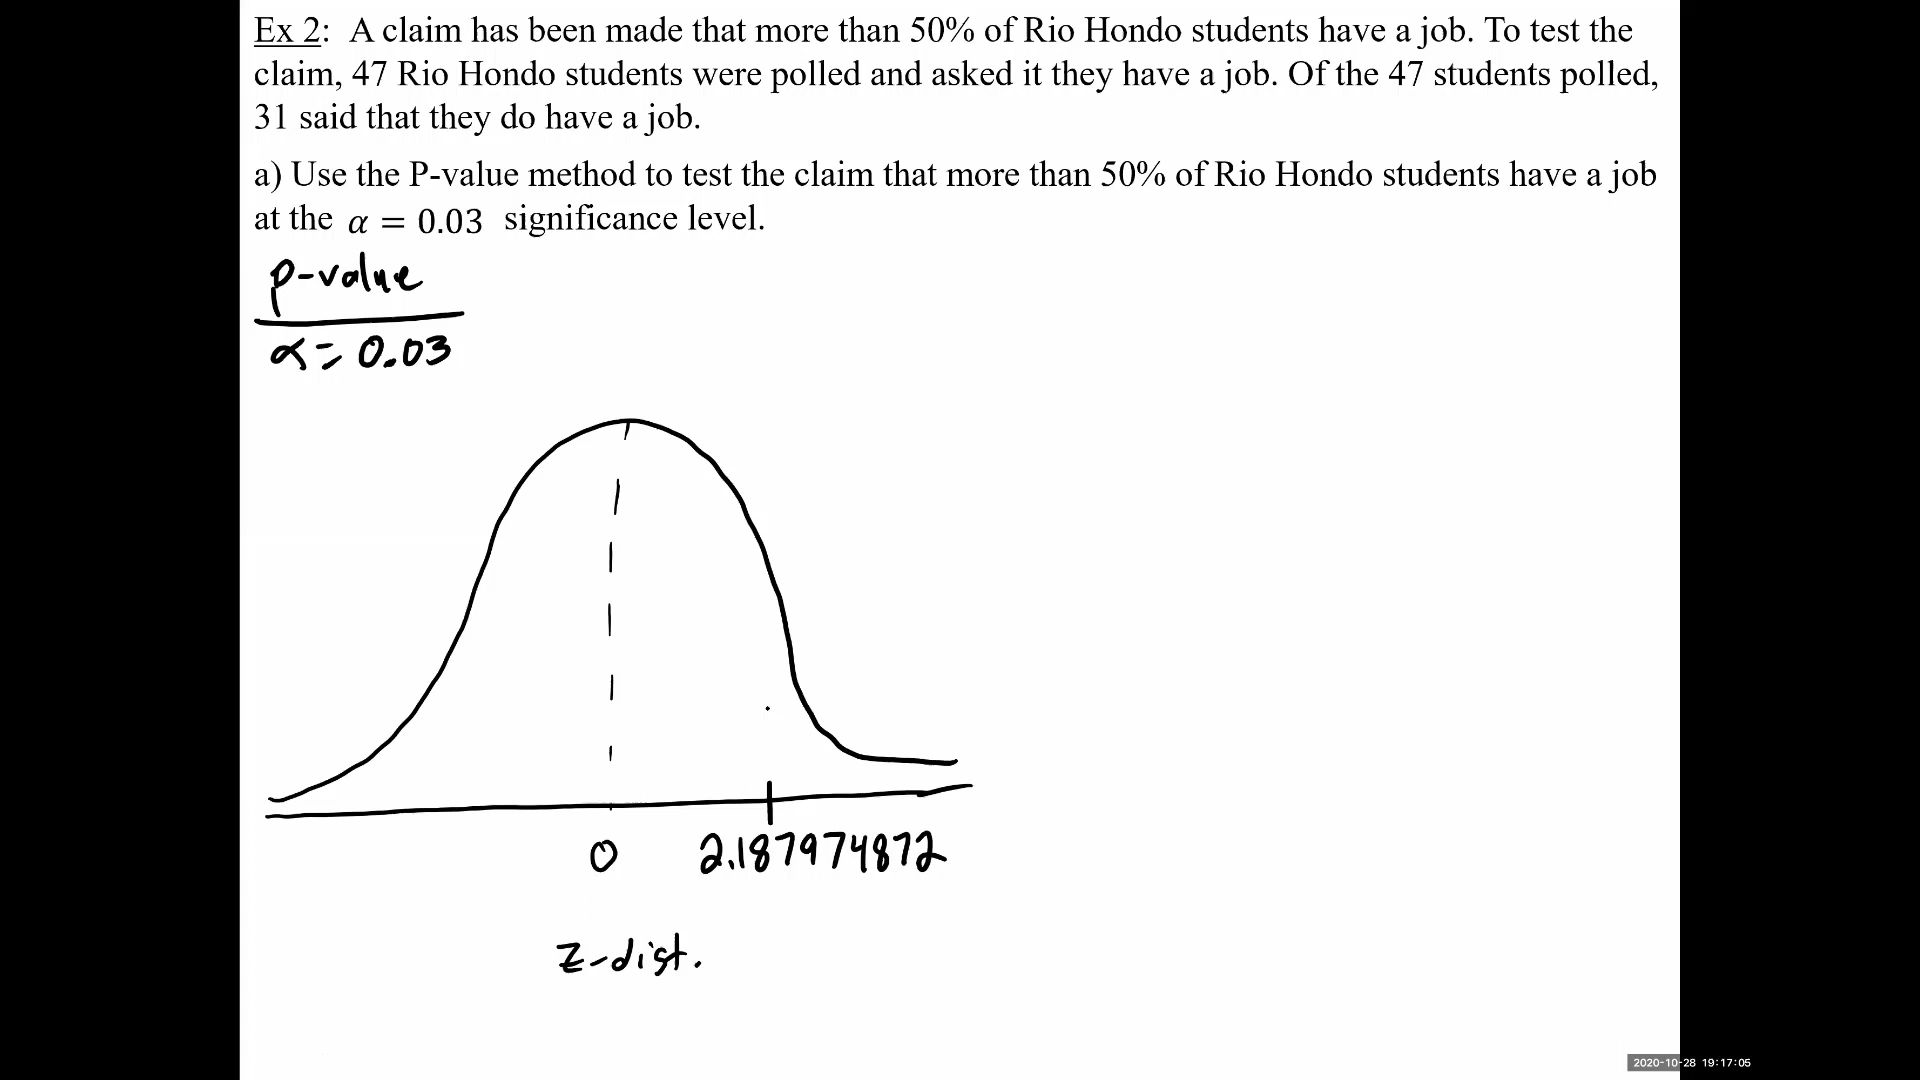 Ex 2: A claim has been made that more than 50% of Rio Hondo students have a job. To test the
claim, 47 Rio Hondo students were polled and asked it they have a job. Of the 47 students polled,
31 said that they do have a job.
a) Use the P-value method to test the claim that more than 50% of Rio Hondo students have a job
at the α = 0.03 significance level.
p-value
α = 0.03
0 2.187974872
z-dist.
2020-10-28 19:17:05